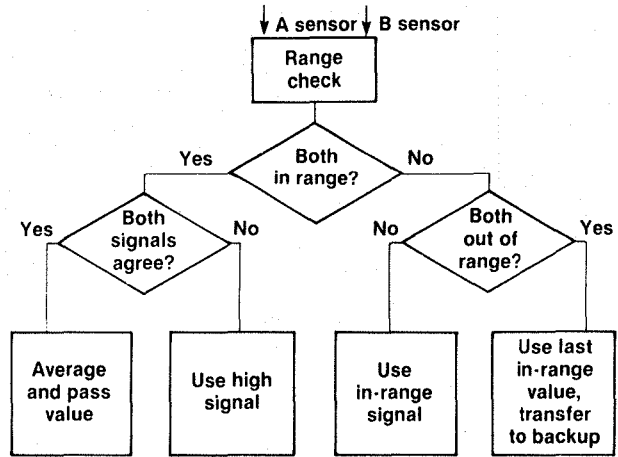 A sensor
B sensor
Range
check
Yes
Both
in range?
No
Yes
Both
signals
agree?
No
No
Both
out of
range?
Yes
Average
and pass
value
Use high
signal
Use
in-range
signal
Use last
in-range
value,
transfer
to backup